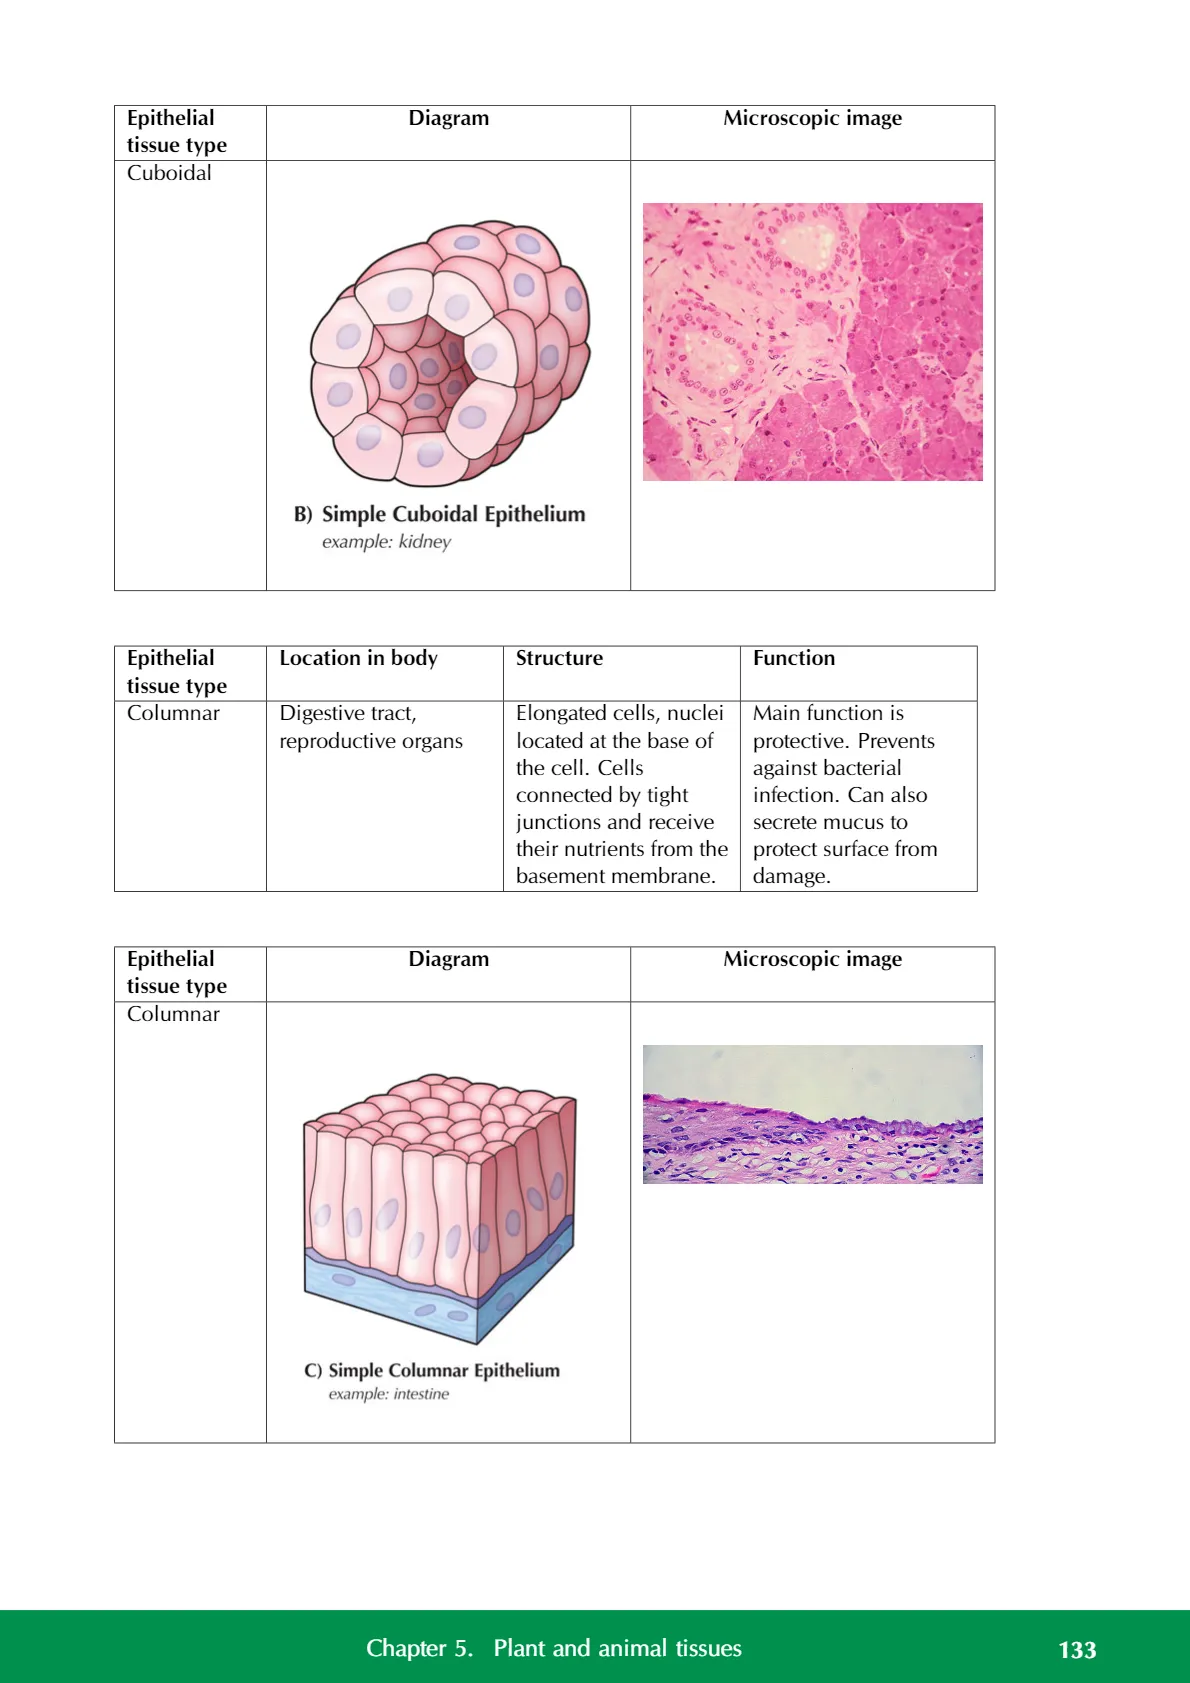 Epithelial
tissue type
Diagram
Microscopic image
Cuboidal
B) Simple Cuboidal Epithelium
example: kidney
Epithelial
tissue type
Location in body
Structure
Function
Columnar
Digestive tract,
reproductive organs
Elongated cells, nuclei
located at the base of
the cell. Cells
connected by tight
junctions and receive
their nutrients from the
basement membrane.
Main function is
protective. Prevents
against bacterial
infection. Can also
secrete mucus to
protect surface from
damage.
Epithelial
tissue type
Diagram
Microscopic image
Columnar
C) Simple Columnar Epithelium
example: intestine
Chapter 5. Plant and animal tissues
133